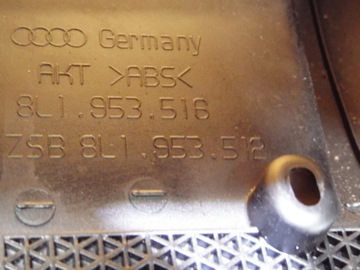 Germany
AKT >ABS<
8L1.953.516
ZSB 8L1.953.512